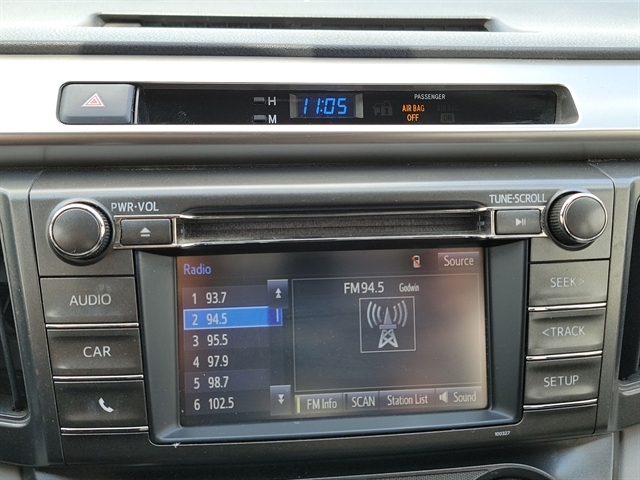 PASSENGER
H 11:05 AIR BAG
M OFF
PWR•VOL
TUNE•SCROLL
Radio
Source
1 93.7
2 94.5
3 95.5
4 97.9
5 98.7
6 102.5
FM 94.5 Godwin
FM Info SCAN Station List Sound
AUDIO
CAR
SEEK>
<TRACK
SETUP
100327